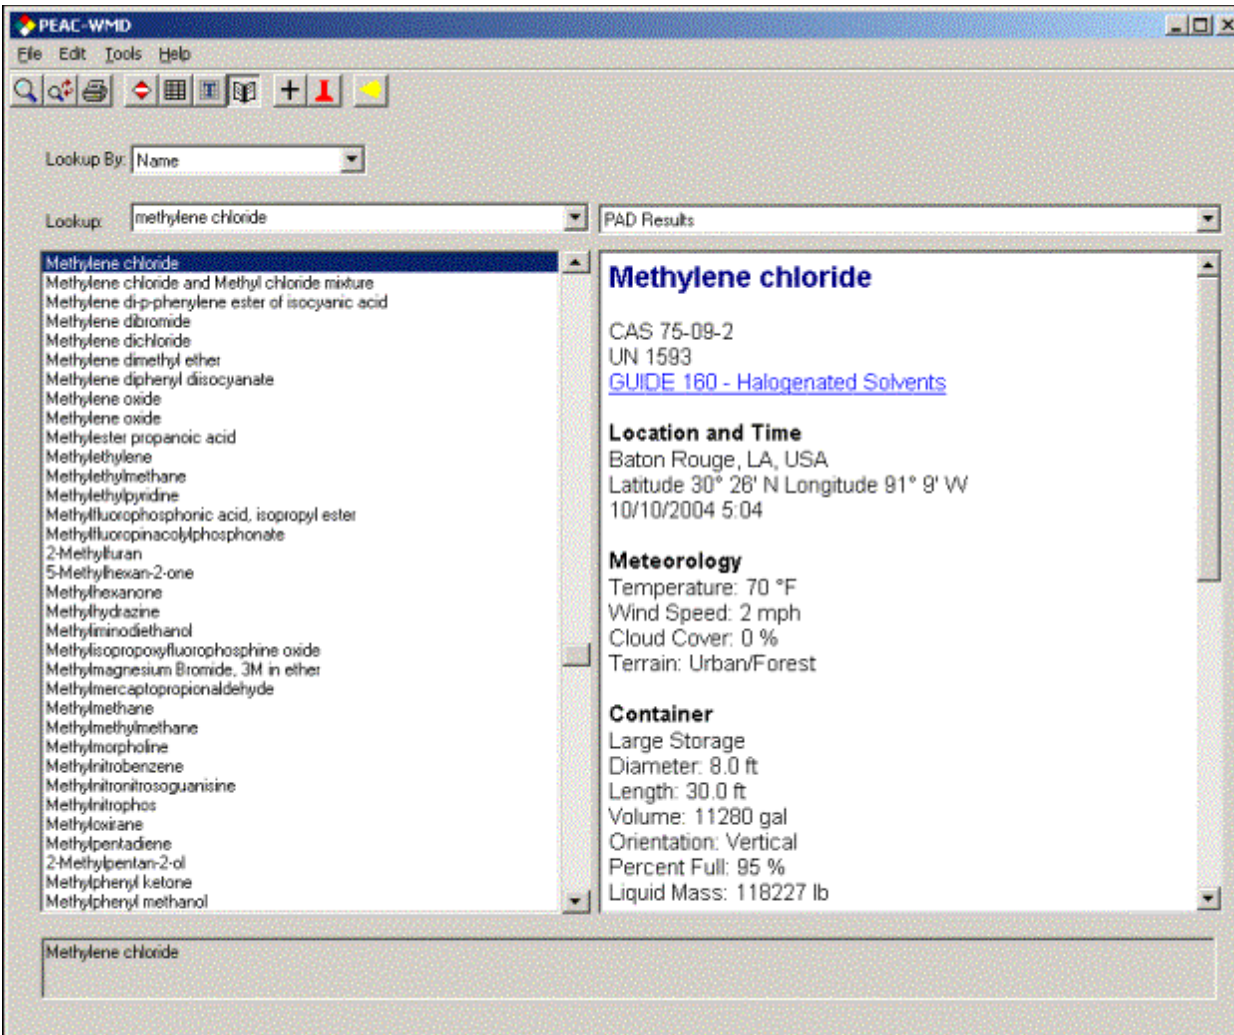 PEAC-WMD
File Edit Tools Help
Lookup By: Name
Lookup: methylene chloride
PAD Results
Methylene chloride
Methylene chloride and Methyl chloride mixture
Methylene di-p-phenylene ester of isocyanic acid
Methylene dibromide
Methylene dichloride
Methylene dimethyl ether
Methylene diphenyl diisocyanate
Methylene oxide
Methylene oxide
Methylester propanoic acid
Methylethylene
Methylethylmethane
Methylethylpyridine
Methylfluorophosphonic acid, isopropyl ester
Methylfluoropinacolylphosphonate
2-Methylfuran
5-Methylhexan-2-one
Methylhexanone
Methylhydrazine
Methyliminodiethanol
Methylisopropoxyfluorophosphine oxide
Methylmagnesium Bromide, 3M in ether
Methylmercaptopropionaldehyde
Methylmethane
Methylmethylmethane
Methylmorpholine
Methylnitrobenzene
Methylnitronitrosoguanisine
Methylnitrophos
Methyloxirane
Methylpentadiene
2-Methylpentan-2-ol
Methylphenyl ketone
Methylphenyl methanol
Methylene chloride
CAS 75-09-2
UN 1593
GUIDE 160 - Halogenated Solvents
Location and Time
Baton Rouge, LA, USA
Latitude 30° 26' N Longitude 91° 9' W
10/10/2004 5:04
Meteorology
Temperature: 70 °F
Wind Speed: 2 mph
Cloud Cover: 0 %
Terrain: Urban/Forest
Container
Large Storage
Diameter: 8.0 ft
Length: 30.0 ft
Volume: 11280 gal
Orientation: Vertical
Percent Full: 95 %
Liquid Mass: 118227 lb
Methylene chloride